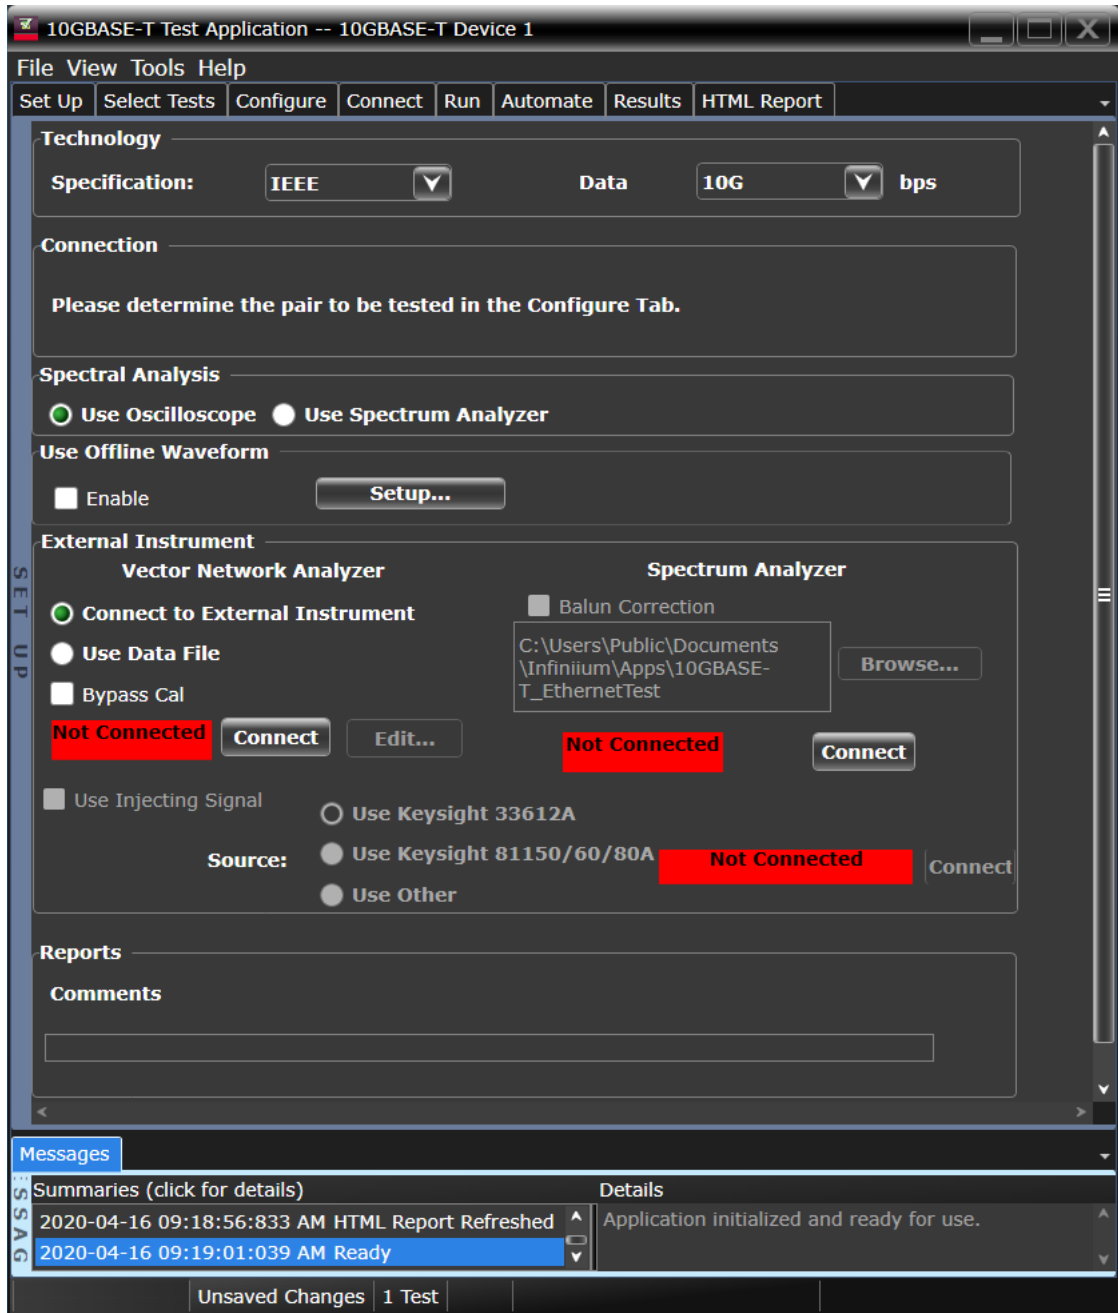 10GBASE-T Test Application -- 10GBASE-T Device 1
File View Tools Help
Set Up Select Tests Configure Connect Run Automate Results HTML Report
Technology
Specification: IEEE Data 10G bps
Connection
Please determine the pair to be tested in the Configure Tab.
Spectral Analysis
Use Oscilloscope Use Spectrum Analyzer
Use Offline Waveform
Enable Setup...
External Instrument
Vector Network Analyzer Spectrum Analyzer
Connect to External Instrument Balun Correction
Use Data File
Bypass Cal
C:\Users\Public\Documents
\Infiniium\Apps\10GBASE-
T_EthernetTest
Browse...
Not Connected Connect Edit... Not Connected Connect
Use Injecting Signal
Source:
Use Keysight 33612A
Use Keysight 81150/60/80A Not Connected Connect
Use Other
SET UP
Reports
Comments
Messages
SSAG
Summaries (click for details) Details
2020-04-16 09:18:56:833 AM HTML Report Refreshed Application initialized and ready for use.
2020-04-16 09:19:01:039 AM Ready
Unsaved Changes 1 Test